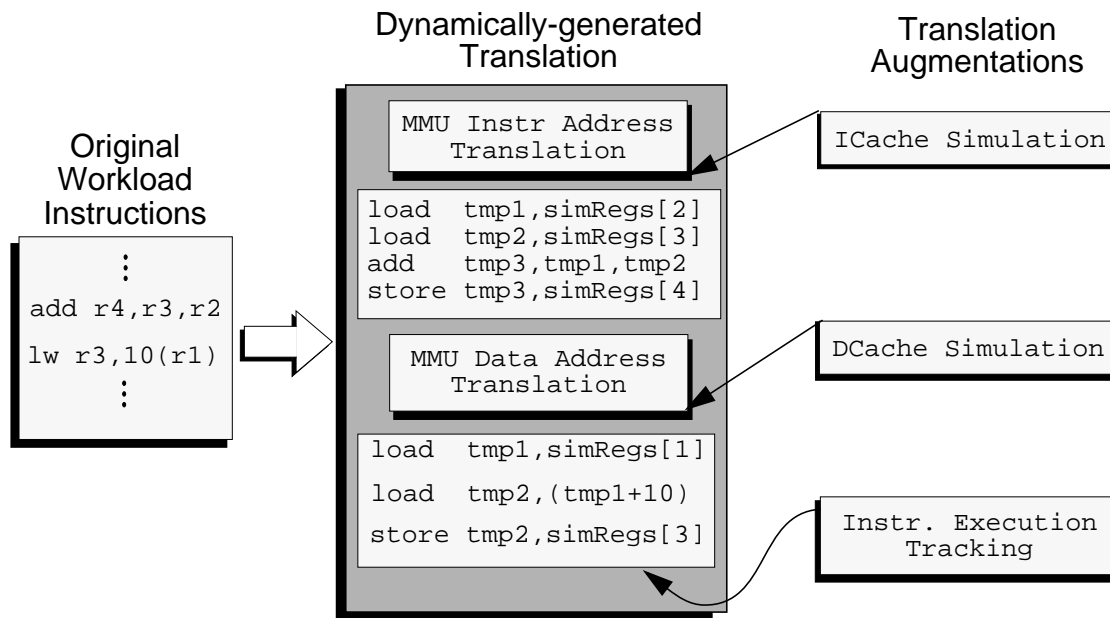 Original
Workload
Instructions
⋮
add r4,r3,r2
lw r3,10(r1)
⋮
Dynamically-generated
Translation
MMU Instr Address
Translation
load tmp1,simRegs[2]
load tmp2,simRegs[3]
add tmp3,tmp1,tmp2
store tmp3,simRegs[4]
MMU Data Address
Translation
load tmp1,simRegs[1]
load tmp2,(tmp1+10)
store tmp2,simRegs[3]
Translation
Augmentations
ICache Simulation
DCache Simulation
Instr. Execution
Tracking